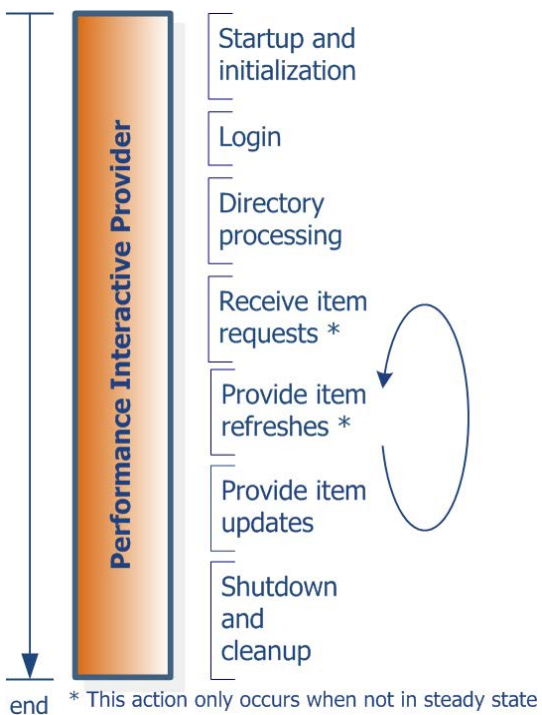 Performance Interactive Provider
Startup and
initialization
Login
Directory
processing
Receive item
requests *
Provide item
refreshes *
Provide item
updates
Shutdown
and
cleanup
end
* This action only occurs when not in steady state